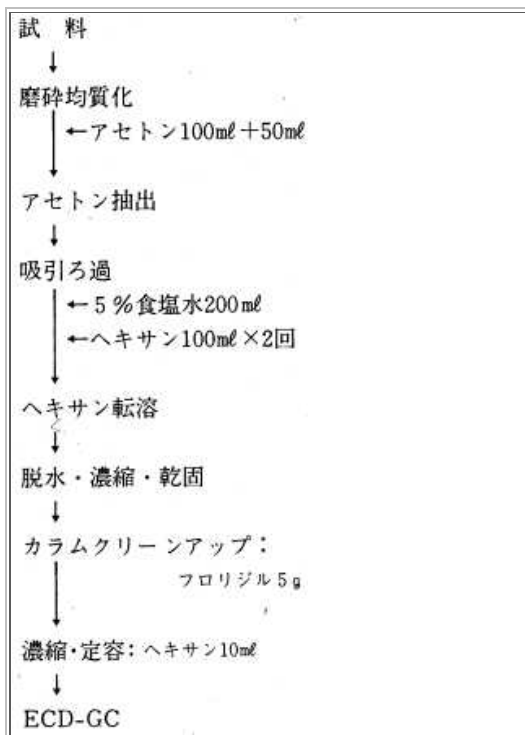 試 料
↓
磨砕均質化
←アセトン100㎖+50㎖
アセトン抽出
↓
吸引ろ過
←5%食塩水200㎖
←ヘキサン100㎖×2回
ヘキサン転溶
↓
脱水・濃縮・乾固
↓
カラムクリーンアップ:
フロリジル5g
濃縮・定容:ヘキサン10㎖
↓
ECD-GC